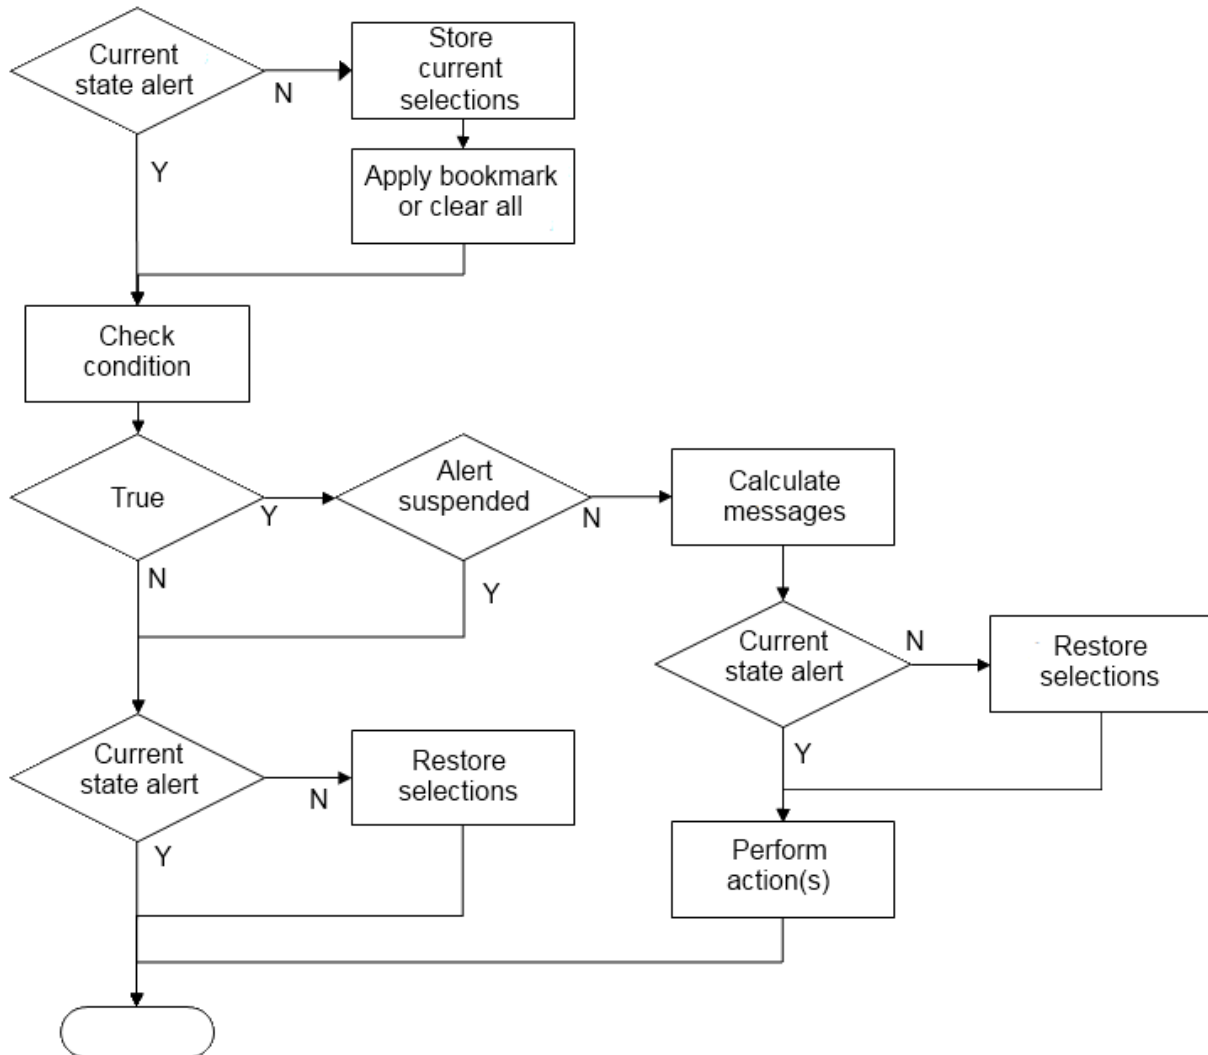 Current
state alert
N
Y
Store
current
selections
Apply bookmark
or clear all
Check
condition
True
Y
N
Alert
suspended
N
Y
Calculate
messages
Current
state alert
N
Y
Restore
selections
Current
state alert
N
Y
Restore
selections
Perform
action(s)